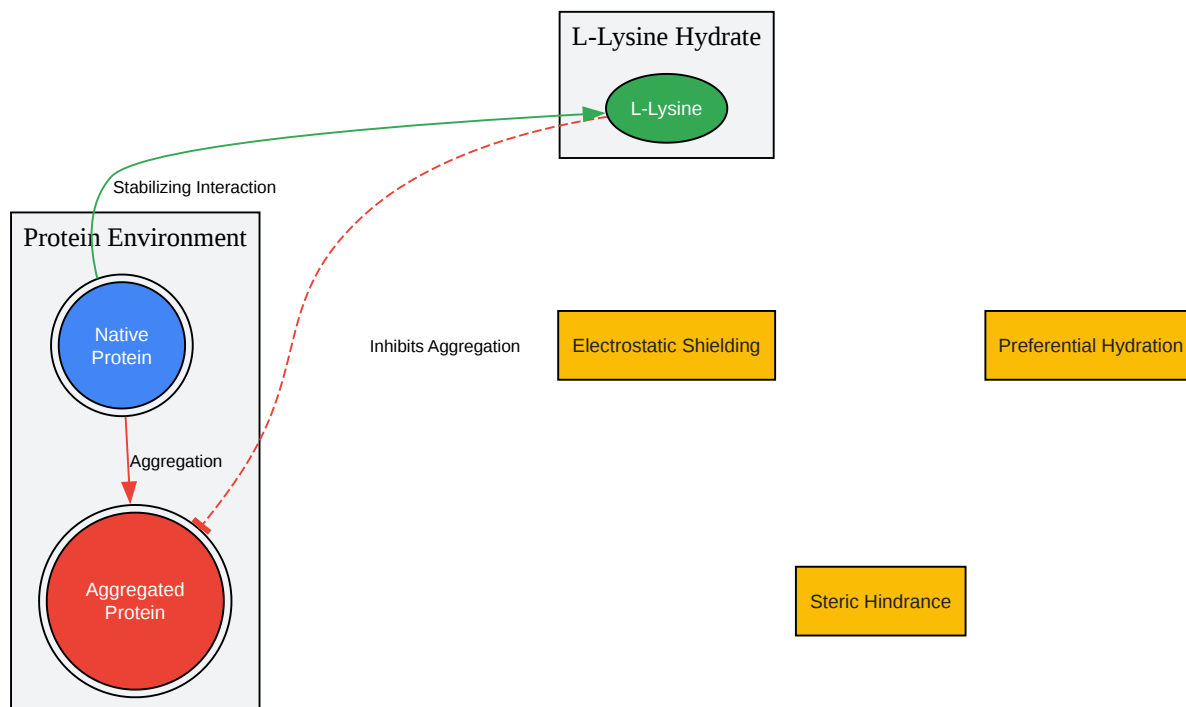 L-Lysine Hydrate
L-Lysine
Stabilizing Interaction
Protein Environment
Native
Protein
Inhibits Aggregation
Electrostatic Shielding
Preferential Hydration
Aggregation
Aggregated
Protein
Steric Hindrance